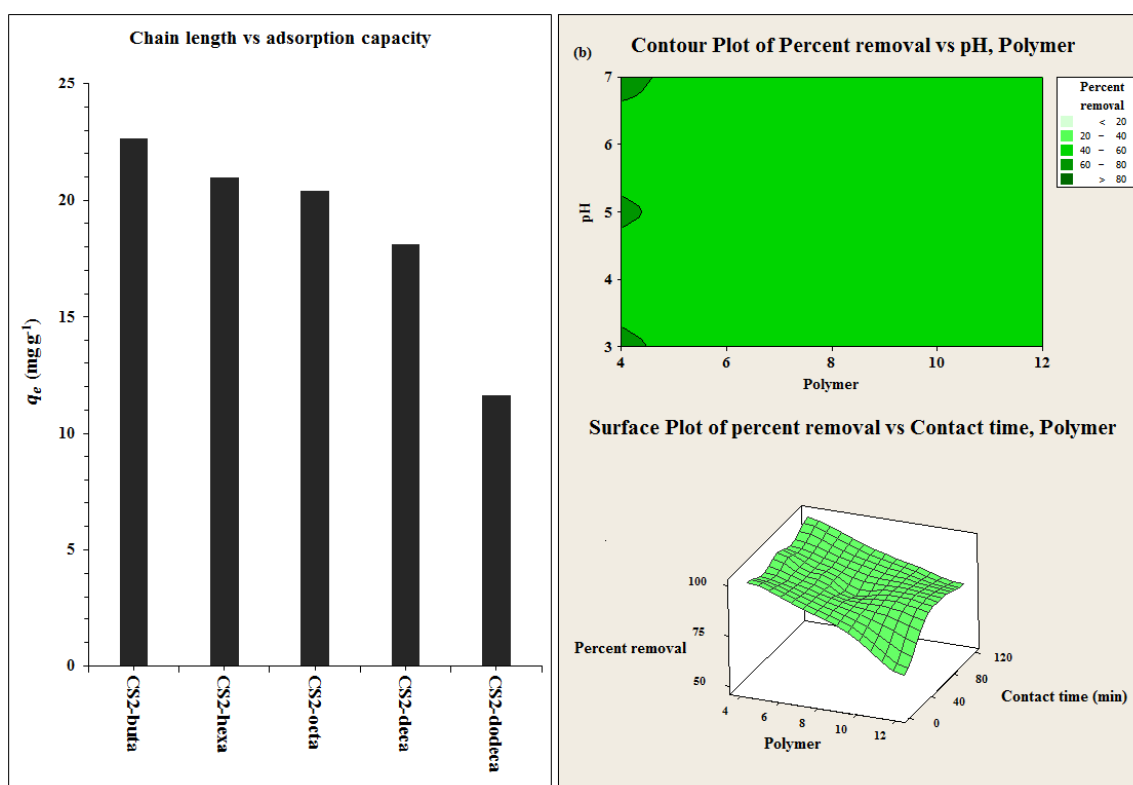 Chain length vs adsorption capacity
25
20
15
10
5
0
qe (mg g-1)
CS2-buta
CS2-hexa
CS2-octa
CS2-deca
CS2-dodeca
(b)
Contour Plot of Percent removal vs pH, Polymer
7
6
5
4
3
pH
4 6 8 10 12
Polymer
Percent
removal
< 20
20 – 40
40 – 60
60 – 80
> 80
Surface Plot of percent removal vs Contact time, Polymer
100
75
50
Percent removal
4 6 8 10 12
Polymer
0 40 80 120
Contact time (min)